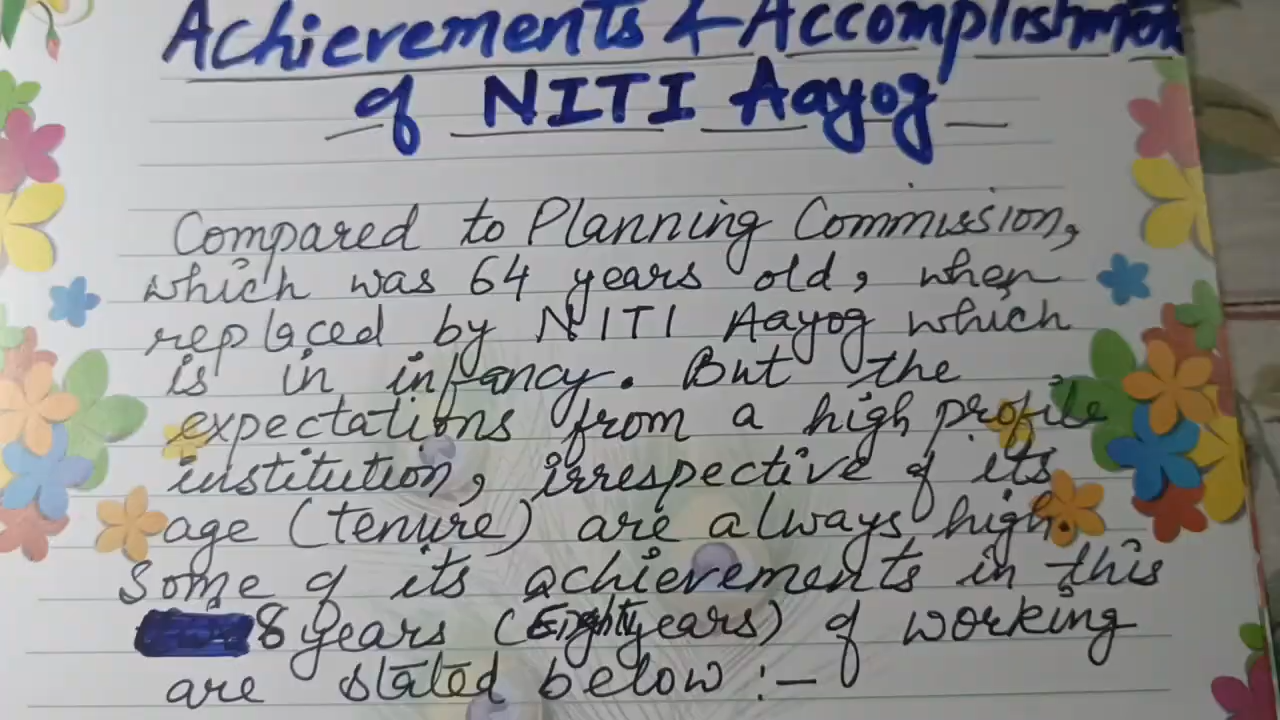 Achievements & Accomplishmen
of NITI Aayog
Compared to Planning Commission,
which was 64 years old, when
replaced by NITI Aayog which
is in infancy. But the
expectations from a high profile
institution, irrespective of its
age (tenure) are always high.
Some of its achievements in this
8 years (Eight years) of working
are stated below :-